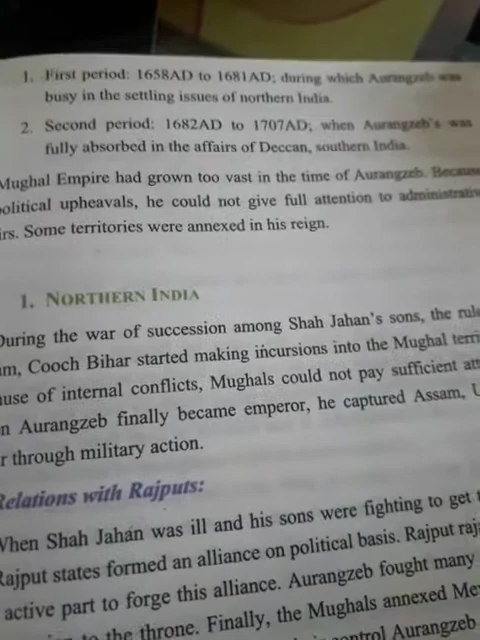 1. First period: 1658AD to 1681AD; during which Aurangzeb was
busy in the settling issues of northern India.
2. Second period: 1682AD to 1707AD, when Aurangzeb's was
fully absorbed in the affairs of Deccan, southern India.
Mughal Empire had grown too vast in the time of Aurangzeb. Because
political upheavals, he could not give full attention to administrative
irs. Some territories were annexed in his reign.
1. NORTHERN INDIA
During the war of succession among Shah Jahan's sons, the rule
am, Cooch Bihar started making incursions into the Mughal terri
ause of internal conflicts, Mughals could not pay sufficient att
n Aurangzeb finally became emperor, he captured Assam, U
r through military action.
Relations with Rajputs:
When Shah Jahan was ill and his sons were fighting to get t
Rajput states formed an alliance on political basis. Rajput raja
active part to forge this alliance. Aurangzeb fought many
to the throne. Finally, the Mughals annexed Me
control Aurangzeb